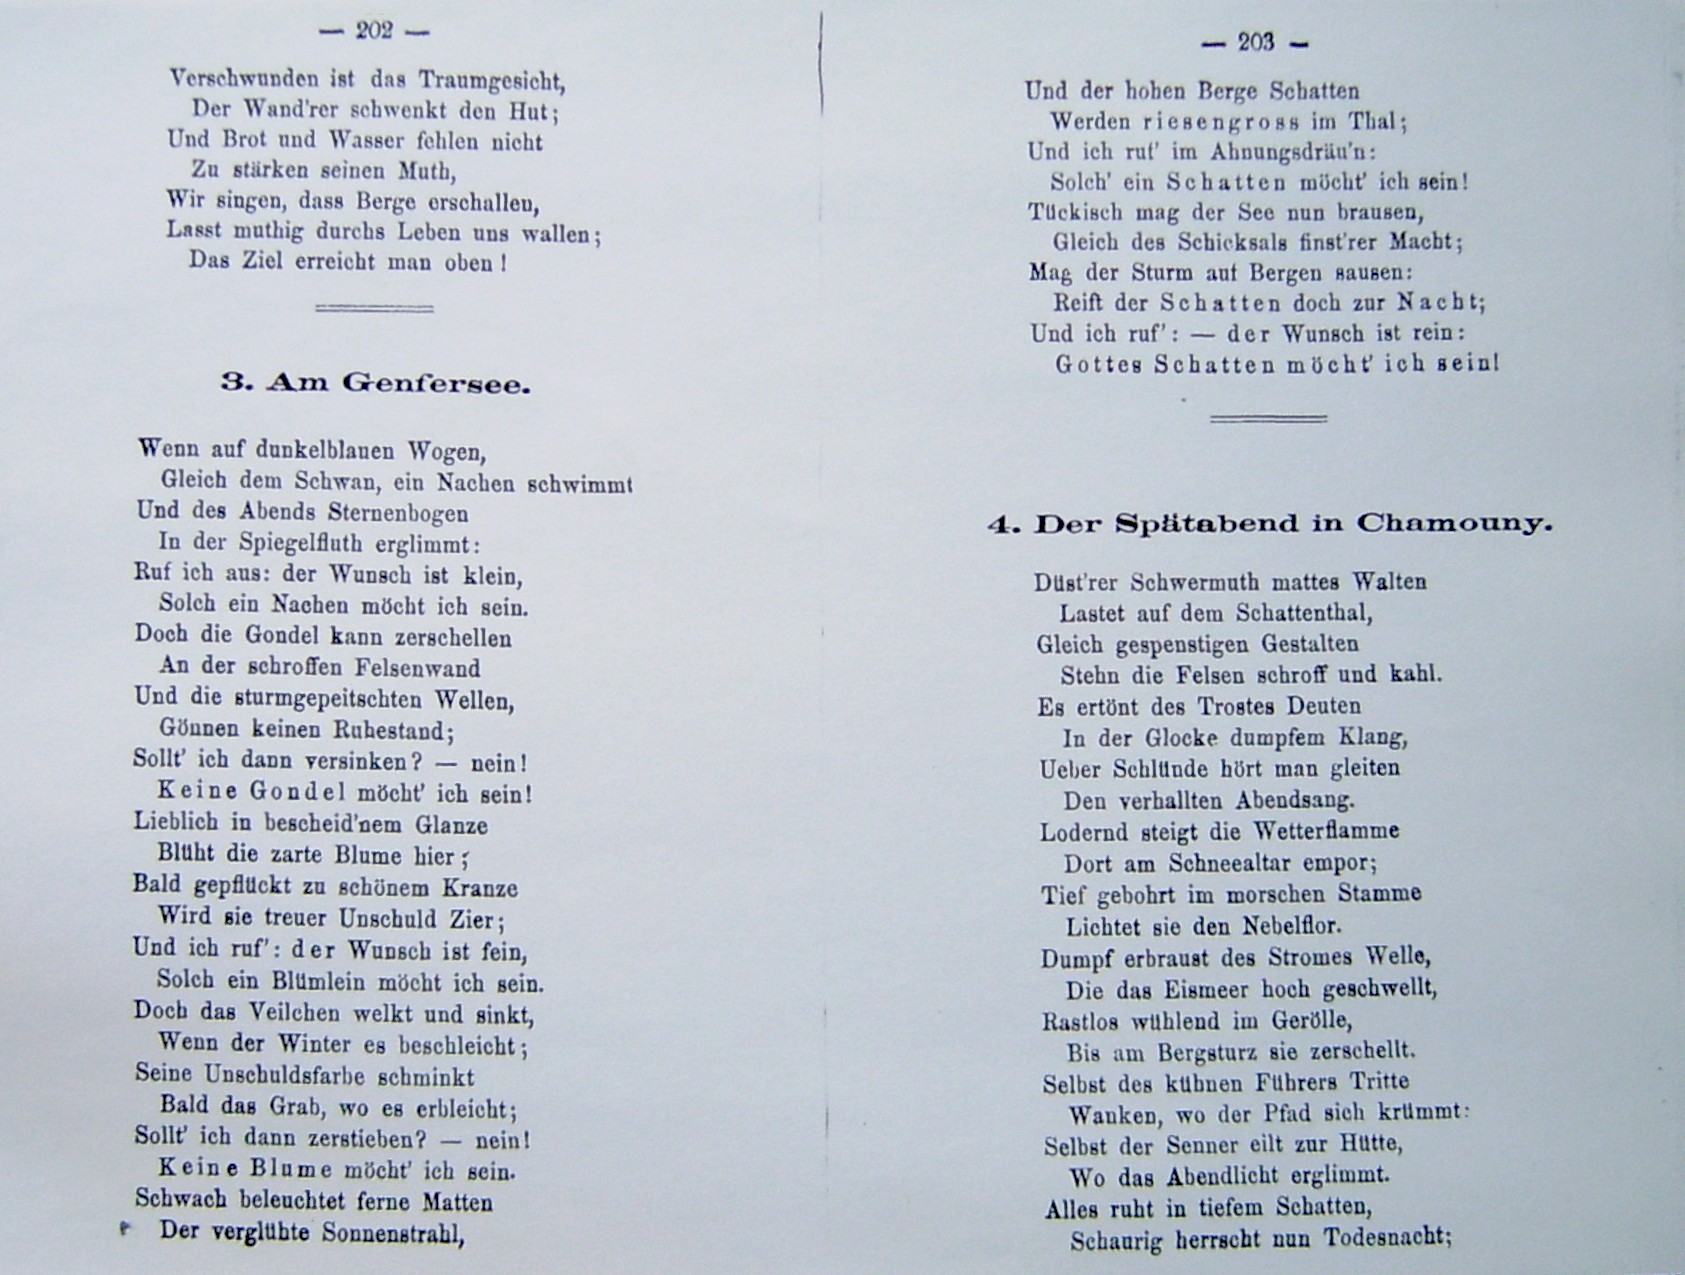 — 202 —
Verschwunden ist das Traumgesicht,
Der Wand'rer schwenkt den Hut;
Und Brot und Wasser fehlen nicht
Zu stärken seinen Muth,
Wir singen, dass Berge erschallen,
Lasst muthig durchs Leben uns wallen;
Das Ziel erreicht man oben!
3. Am Genfersee.
Wenn auf dunkelblauen Wogen,
Gleich dem Schwan, ein Nachen schwimmt
Und des Abends Sternenbogen
In der Spiegelfluth erglimmt:
Ruf ich aus: der Wunsch ist klein,
Solch ein Nachen möcht ich sein.
Doch die Gondel kann zerschellen
An der schroffen Felsenwand
Und die sturmgepeitschten Wellen,
Gönnen keinen Ruhestand;
Sollt' ich dann versinken? — nein!
Keine Gondel möcht' ich sein!
Lieblich in bescheid'nem Glanze
Blüht die zarte Blume hier;
Bald gepflückt zu schönem Kranze
Wird sie treuer Unschuld Zier;
Und ich ruf': der Wunsch ist fein,
Solch ein Blümlein möcht ich sein.
Doch das Veilchen welkt und sinkt,
Wenn der Winter es beschleicht;
Seine Unschuldsfarbe schminkt
Bald das Grab, wo es erbleicht;
Sollt' ich dann zerstieben? — nein!
Keine Blume möcht' ich sein.
Schwach beleuchtet ferne Matten
Der verglühte Sonnenstrahl,
— 203 —
Und der hohen Berge Schatten
Werden riesengross im Thal;
Und ich ruf' im Ahnungsdräu'n:
Solch' ein Schatten möcht' ich sein!
Tückisch mag der See nun brausen,
Gleich des Schicksals finst'rer Macht;
Mag der Sturm auf Bergen sausen:
Reift der Schatten doch zur Nacht;
Und ich ruf': — der Wunsch ist rein:
Gottes Schatten möcht' ich sein!
4. Der Spätabend in Chamouny.
Düst'rer Schwermuth mattes Walten
Lastet auf dem Schattenthal,
Gleich gespenstigen Gestalten
Stehn die Felsen schroff und kahl.
Es ertönt des Trostes Deuten
In der Glocke dumpfem Klang,
Ueber Schlünde hört man gleiten
Den verhallten Abendsang.
Lodernd steigt die Wetterflamme
Dort am Schneealtar empor;
Tief gebohrt im morschen Stamme
Lichtet sie den Nebelflor.
Dumpf erbraust des Stromes Welle,
Die das Eismeer hoch geschwellt,
Rastlos wühlend im Gerölle,
Bis am Bergsturz sie zerschellt.
Selbst des kühnen Führers Tritte
Wanken, wo der Pfad sich krümmt:
Selbst der Senner eilt zur Hütte,
Wo das Abendlicht erglimmt.
Alles ruht in tiefem Schatten,
Schaurig herrscht nun Todesnacht;